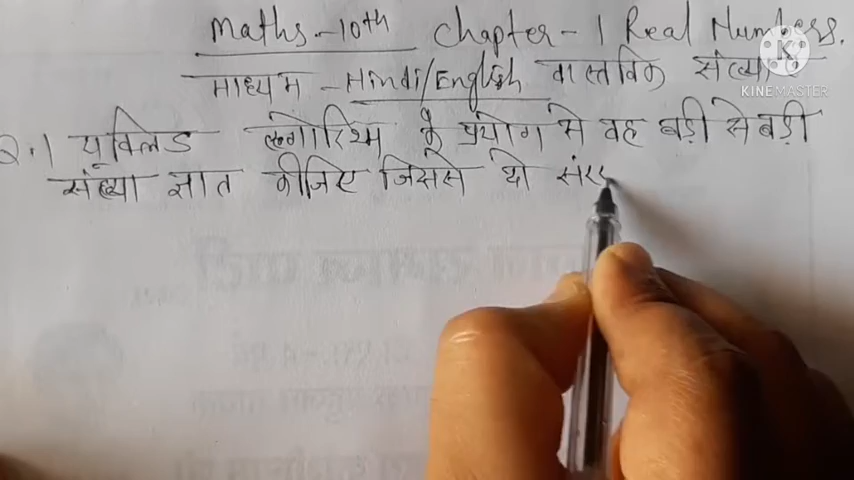 Maths - 10th Chapter - 1 Real Numbers.
माध्यम - Hindi/English वास्तविक संख्या
KINEMASTER
Q.1 यूक्लिड एल्गोरिथ्म के प्रयोग से वह बड़ी से बड़ी
संख्या ज्ञात कीजिए जिससे दो